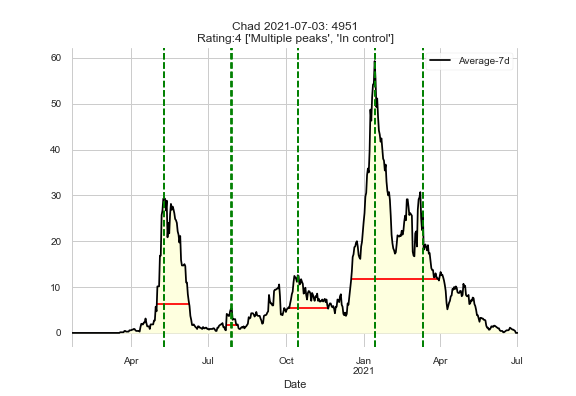 Chad 2021-07-03: 4951
Rating:4 ['Multiple peaks', 'In control']
Average-7d
60
50
40
30
20
10
0
Apr
Jul
Oct
Jan
2021
Apr
Jul
Date